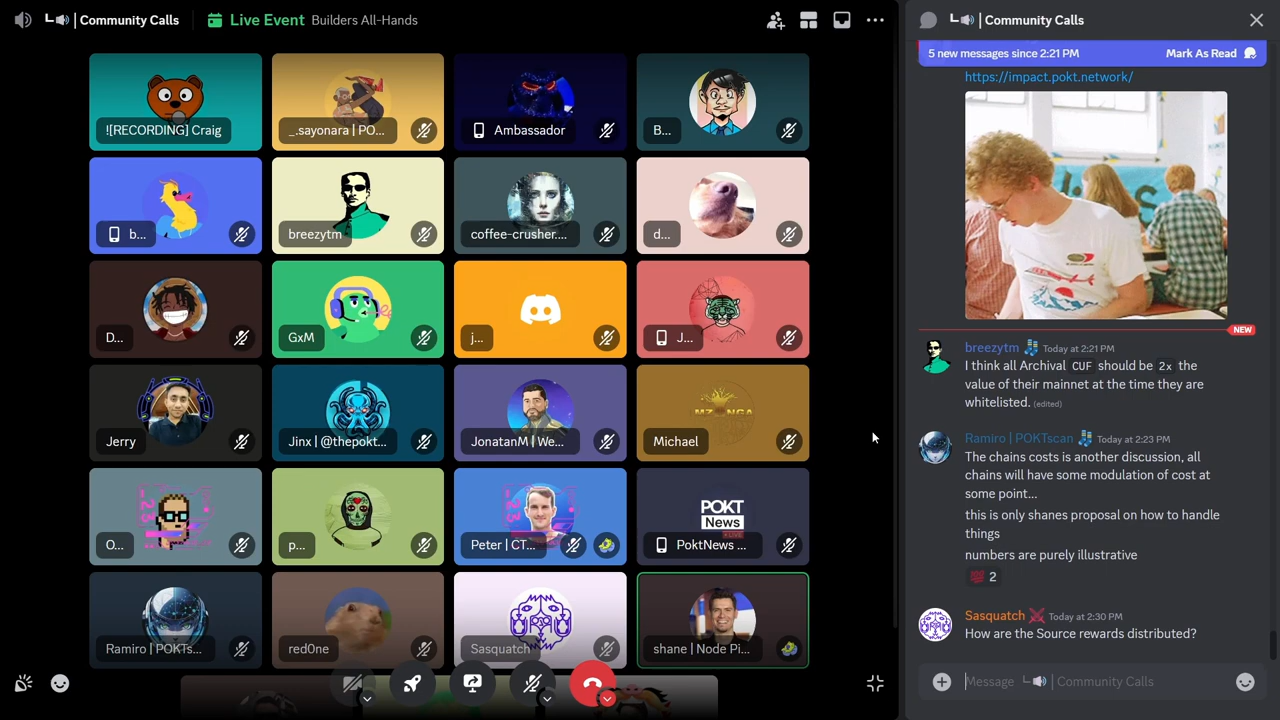 Community Calls
Live Event
Builders All-Hands
Community Calls
5 new messages since 2:21 PM
Mark As Read
https://impact.pokt.network/
![RECORDING] Craig
_.sayonara | PO...
Ambassador
B...
b...
breezytm
coffee-crusher....
d...
D...
GxM
j...
J...
Jerry
Jinx | @thepokt...
JonatanM | We...
Michael
O...
p...
Peter | CT...
POKT
News
LIVE
PoktNews ...
Ramiro | POKTs...
red0ne
Sasquatch
shane | Node Pi...
NEW
breezytm
Today at 2:21 PM
I think all Archival CUF should be 2x the
value of their mainnet at the time they are
whitelisted. (edited)
Ramiro | POKTscan
Today at 2:23 PM
The chains costs is another discussion, all
chains will have some modulation of cost at
some point...
this is only shanes proposal on how to handle
things
numbers are purely illustrative
2
Sasquatch
Today at 2:30 PM
How are the Source rewards distributed?
Message
Community Calls